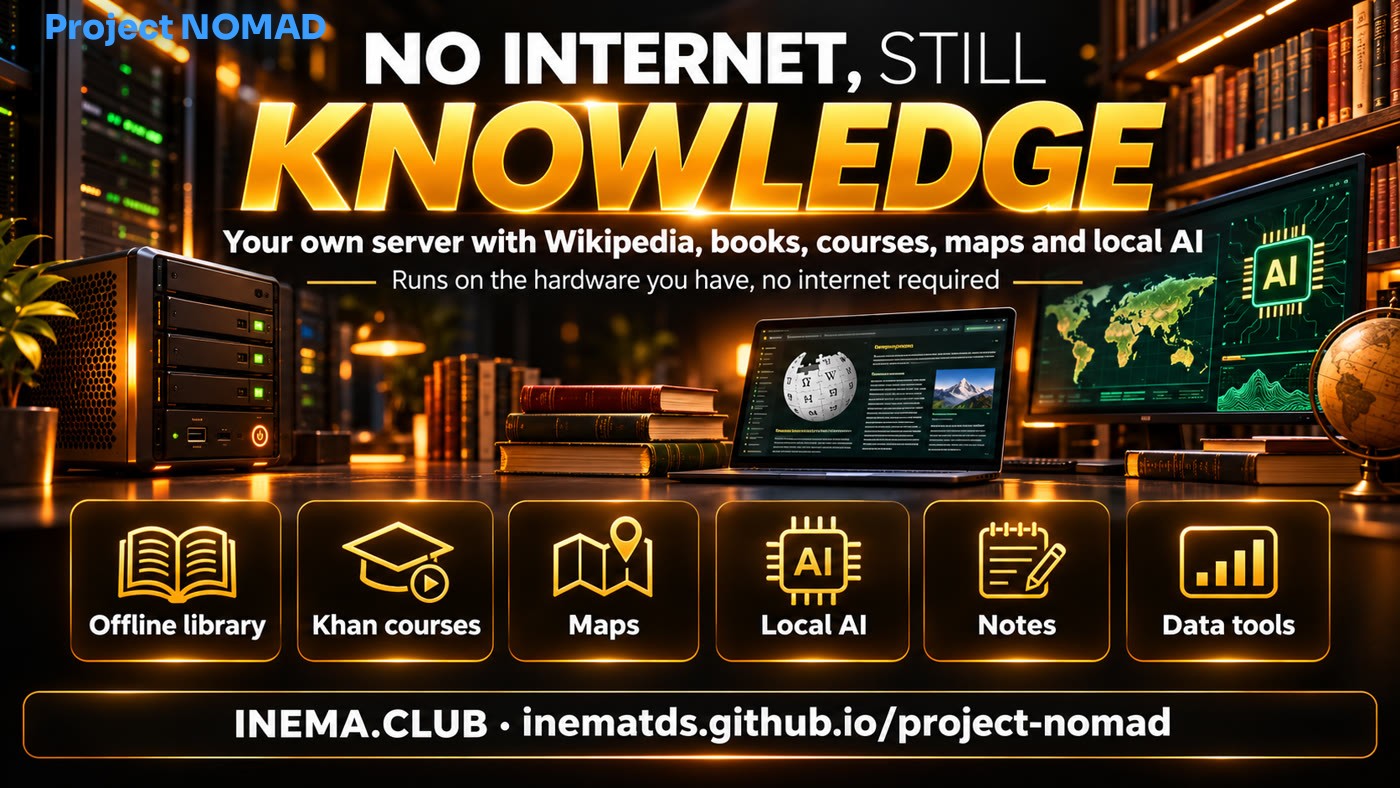 Project NOMAD
NO INTERNET, STILL
KNOWLEDGE
Your own server with Wikipedia, books, courses, maps and local AI
Runs on the hardware you have, no internet required
AI
Offline library
Khan courses
Maps
AI
Local AI
Notes
Data tools
INEMA.CLUB · inematds.github.io/project-nomad